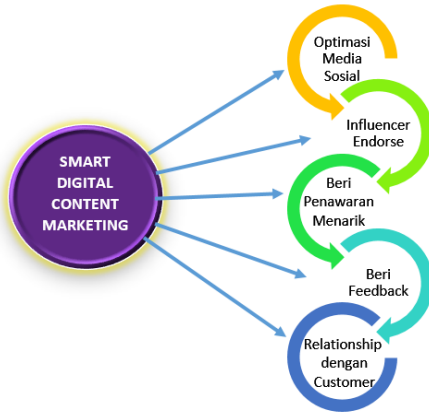 SMART
DIGITAL
CONTENT
MARKETING
Optimasi
Media
Sosial
Influencer
Endorse
Beri
Penawaran
Menarik
Beri
Feedback
Relationship
dengan
Customer